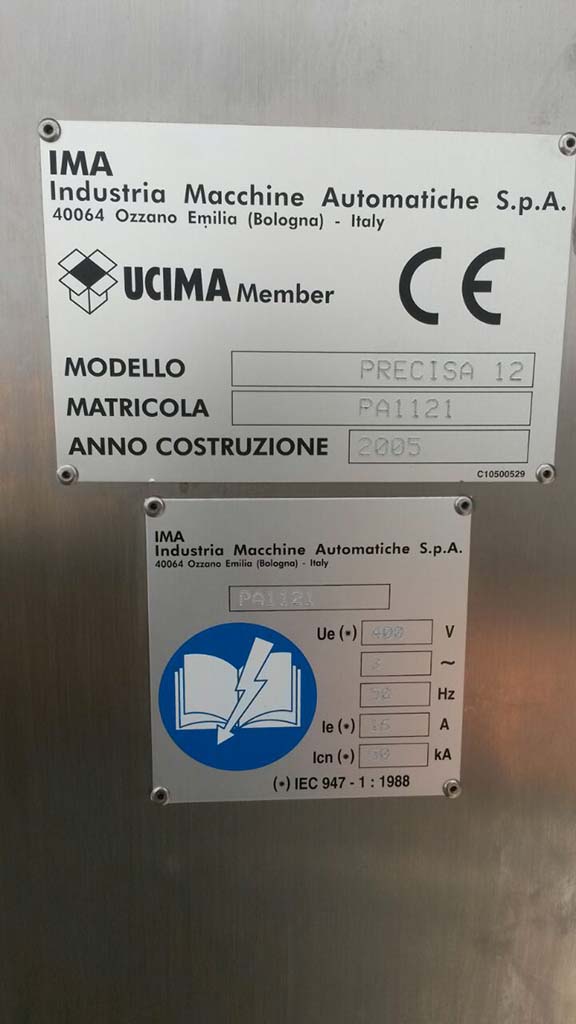 IMA
Industria Macchine Automatiche S.p.A.
40064 Ozzano Emilia (Bologna) - Italy
UCIMA Member CE
MODELLO PRECISA 12
MATRICOLA PA1121
ANNO COSTRUZIONE 2005
C10500529
IMA
Industria Macchine Automatiche S.p.A.
40064 Ozzano Emilia (Bologna) - Italy
PA1121
Ue (•) 400 V
3 ~
50 Hz
Ie (•) 16 A
Icn (•) kA
(•) IEC 947 - 1 : 1988